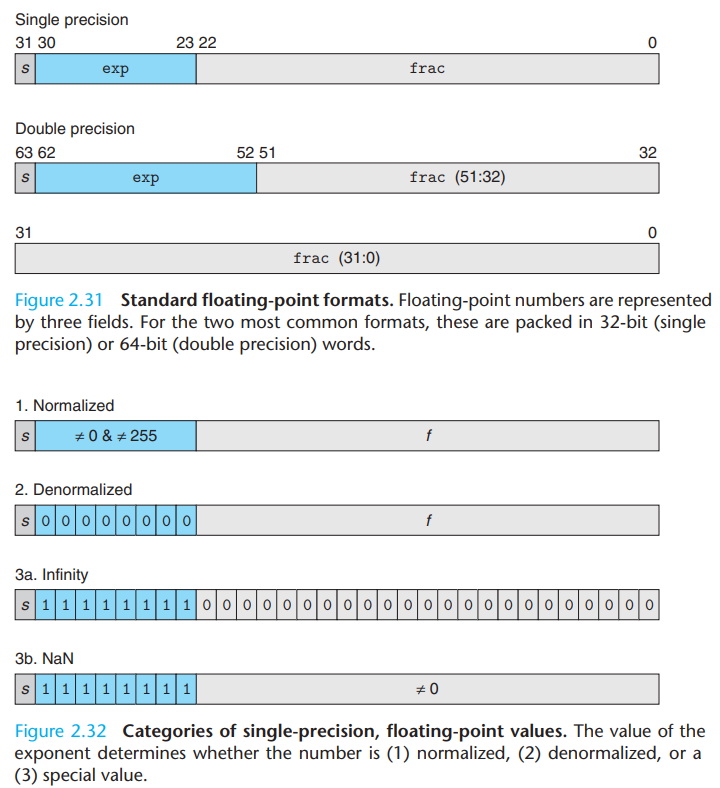 Single precision
31 30 23 22 0
s exp frac
Double precision
63 62 52 51 32
s exp frac (51:32)
31 0
frac (31:0)
Figure 2.31 Standard floating-point formats. Floating-point numbers are represented
by three fields. For the two most common formats, these are packed in 32-bit (single
precision) or 64-bit (double precision) words.
1. Normalized
s ≠ 0 & ≠ 255 f
2. Denormalized
s 0 0 0 0 0 0 0 0 f
3a. Infinity
s 1 1 1 1 1 1 1 1 0 0 0 0 0 0 0 0 0 0 0 0 0 0 0 0 0 0 0 0 0 0 0
3b. NaN
s 1 1 1 1 1 1 1 1 ≠ 0
Figure 2.32 Categories of single-precision, floating-point values. The value of the
exponent determines whether the number is (1) normalized, (2) denormalized, or a
(3) special value.